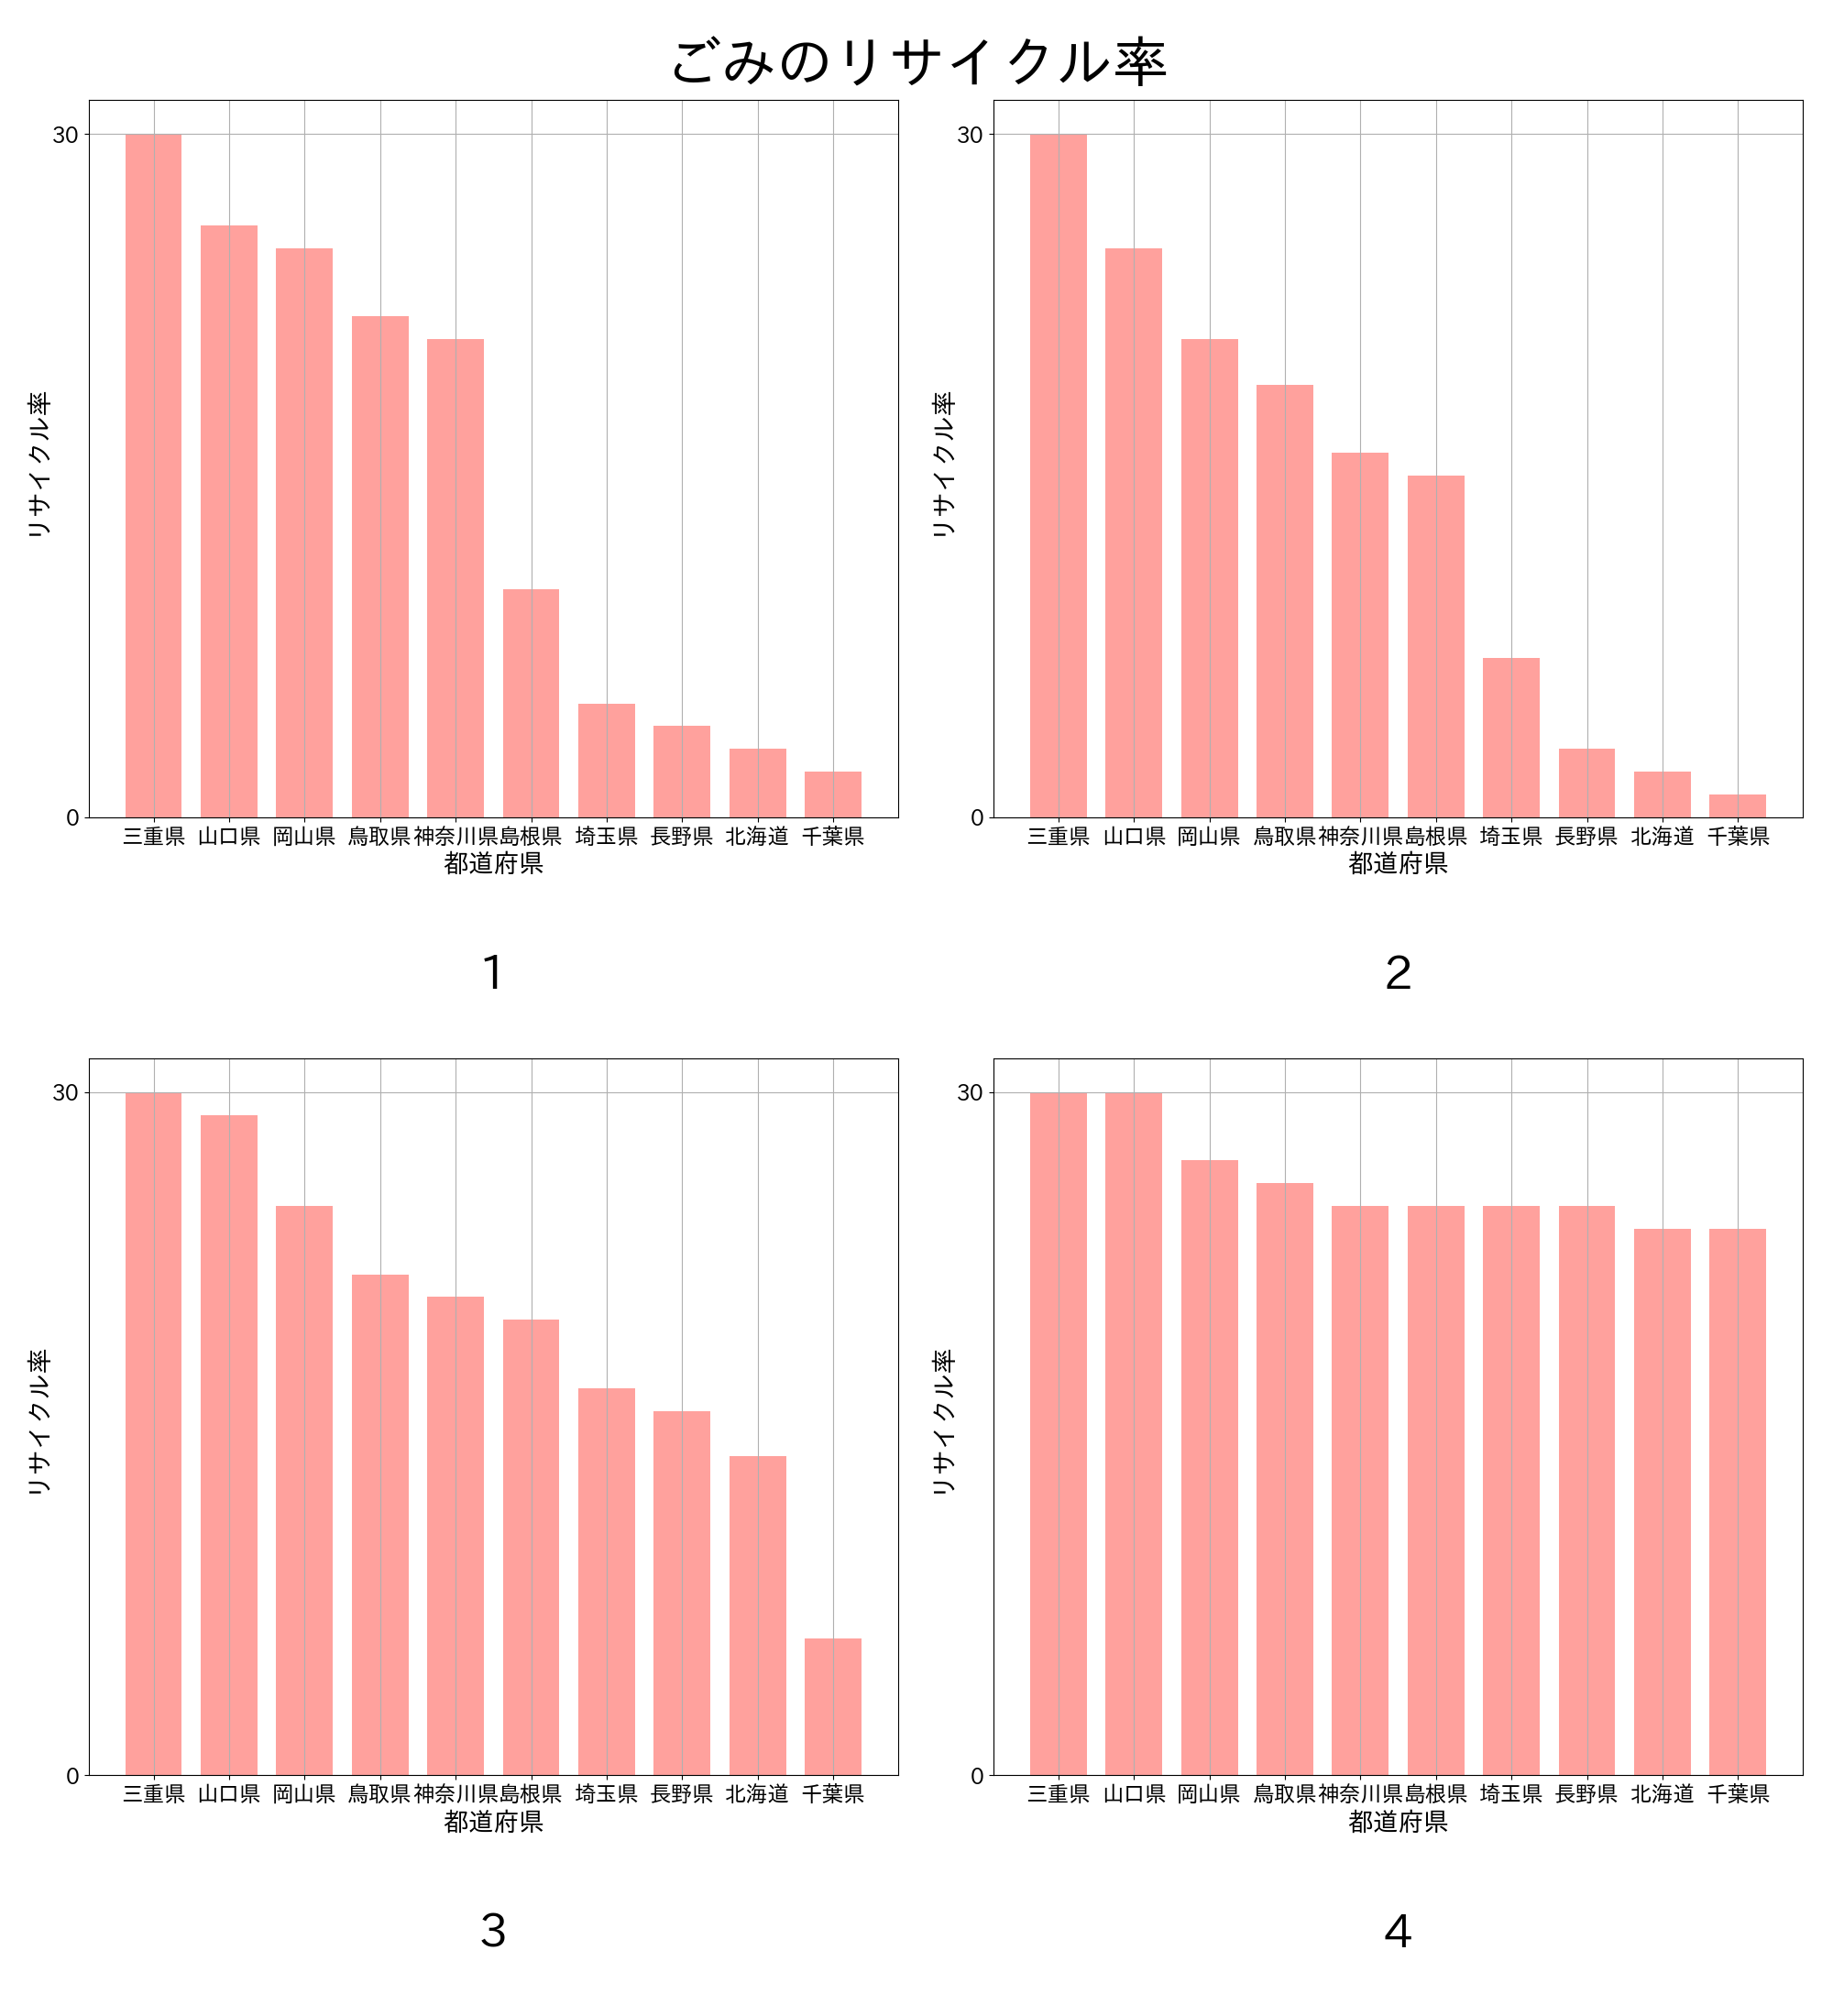 ごみのリサイクル率
30
0
リサイクル率
三重県 山口県 岡山県 鳥取県 神奈川県 島根県 埼玉県 長野県 北海道 千葉県
都道府県
1
30
0
リサイクル率
三重県 山口県 岡山県 鳥取県 神奈川県 島根県 埼玉県 長野県 北海道 千葉県
都道府県
2
30
0
リサイクル率
三重県 山口県 岡山県 鳥取県 神奈川県 島根県 埼玉県 長野県 北海道 千葉県
都道府県
3
30
0
リサイクル率
三重県 山口県 岡山県 鳥取県 神奈川県 島根県 埼玉県 長野県 北海道 千葉県
都道府県
4